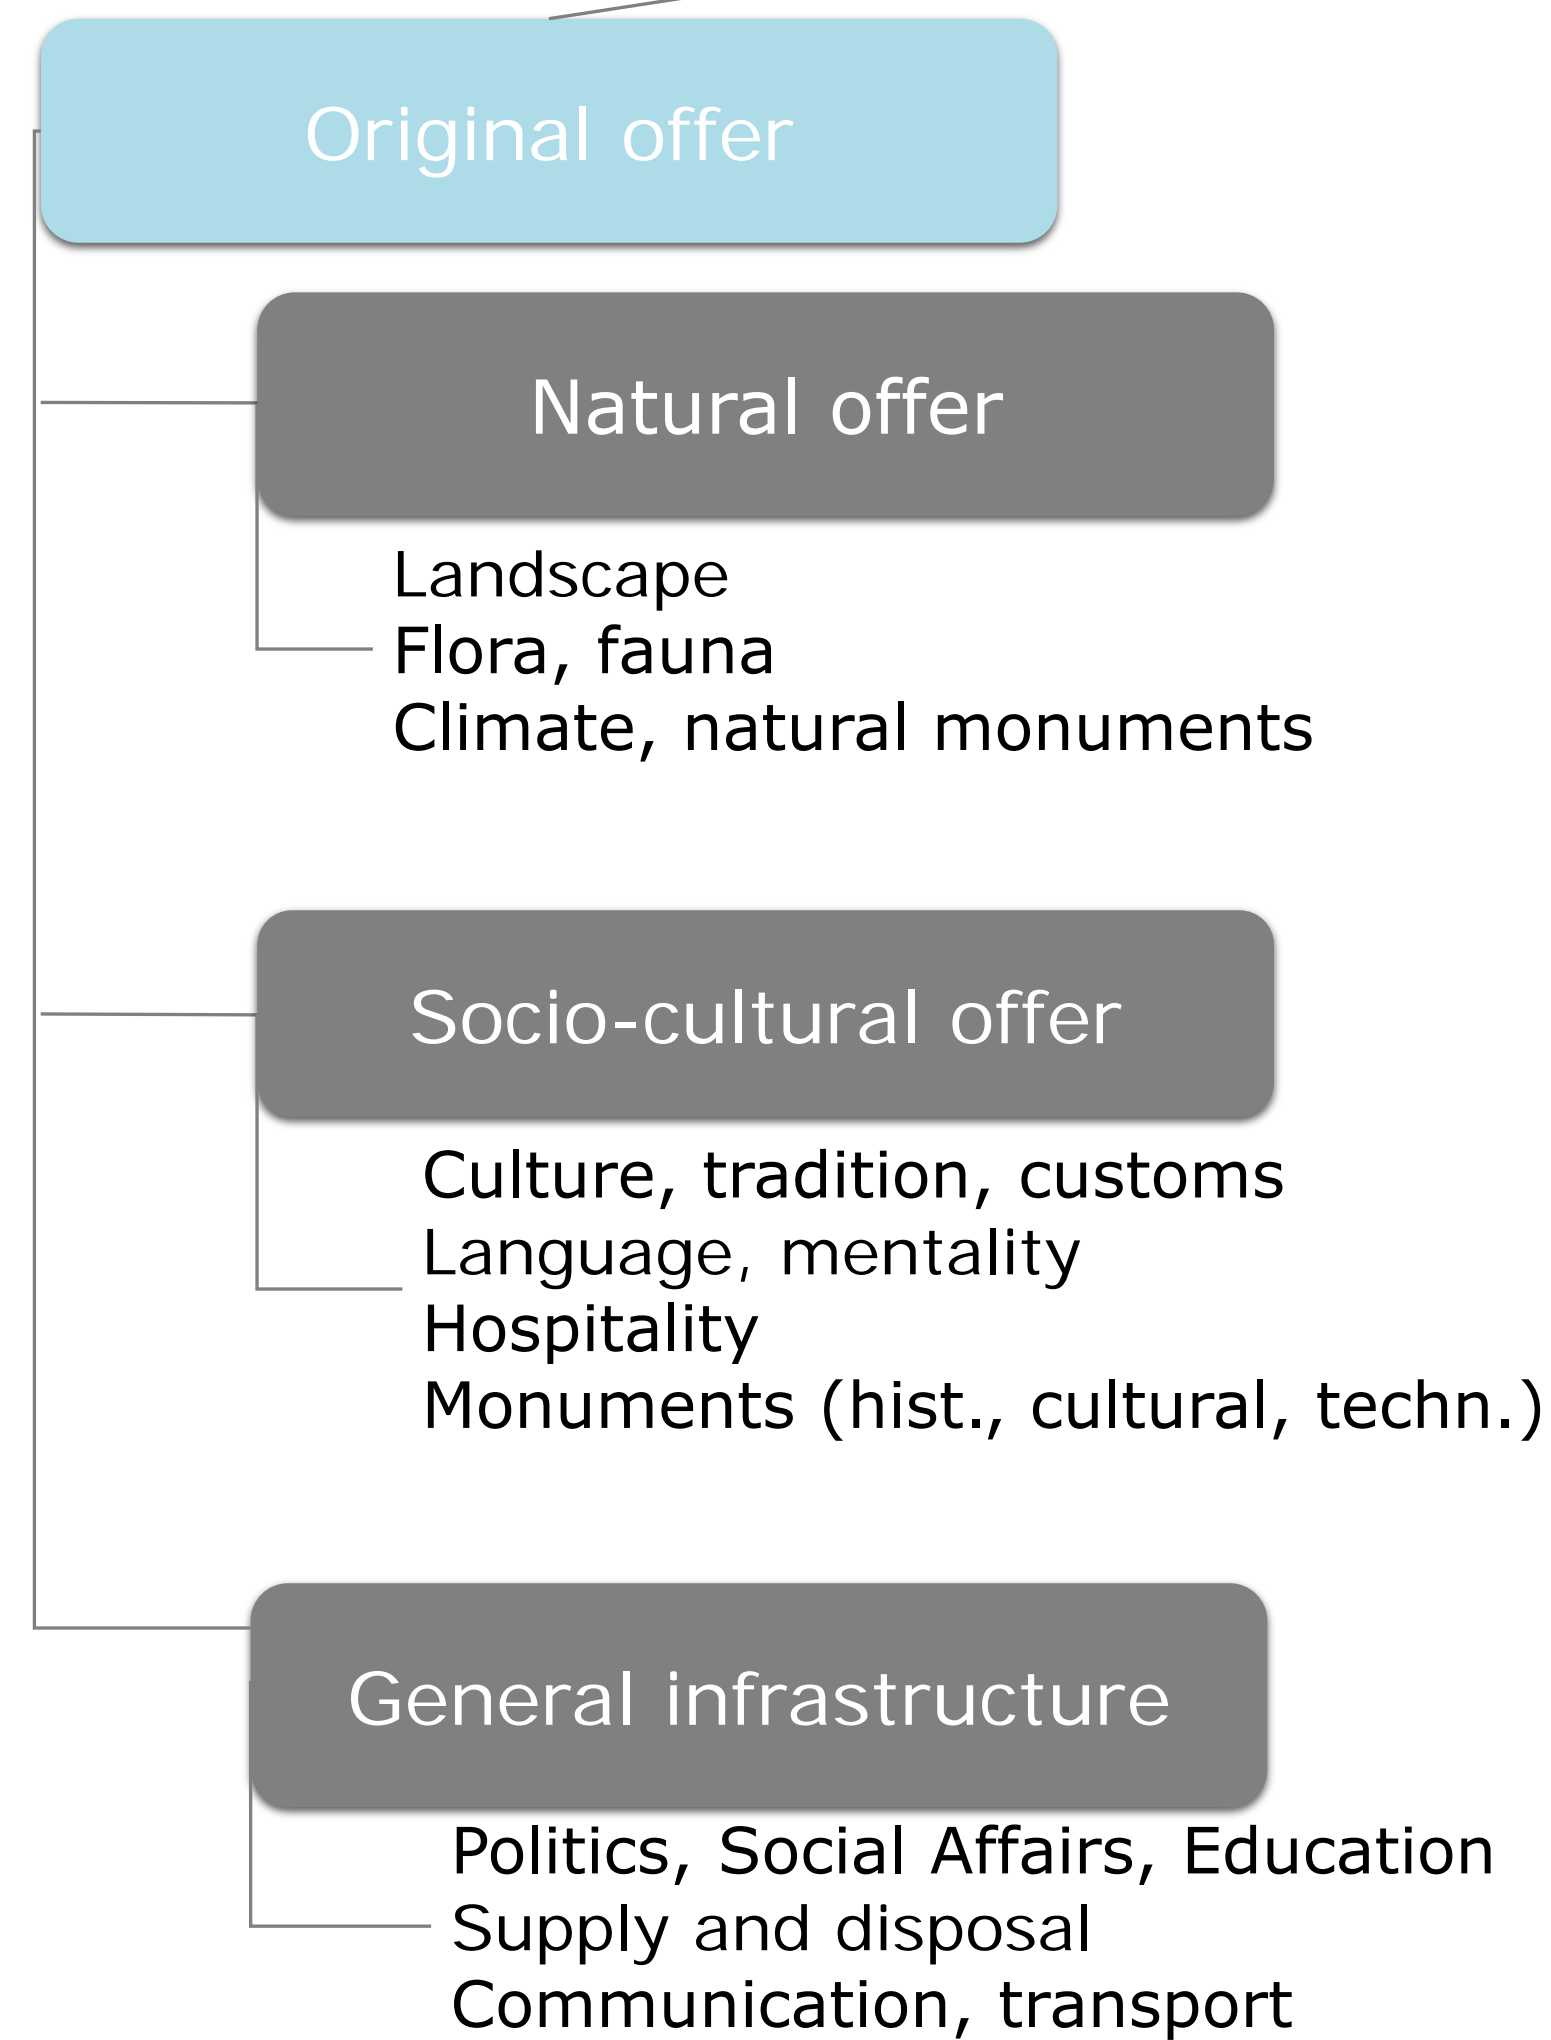 Original offer
Natural offer
Landscape
Flora, fauna
Climate, natural monuments
Socio-cultural offer
Culture, tradition, customs
Language, mentality
Hospitality
Monuments (hist., cultural, techn.)
General infrastructure
Politics, Social Affairs, Education
Supply and disposal
Communication, transport